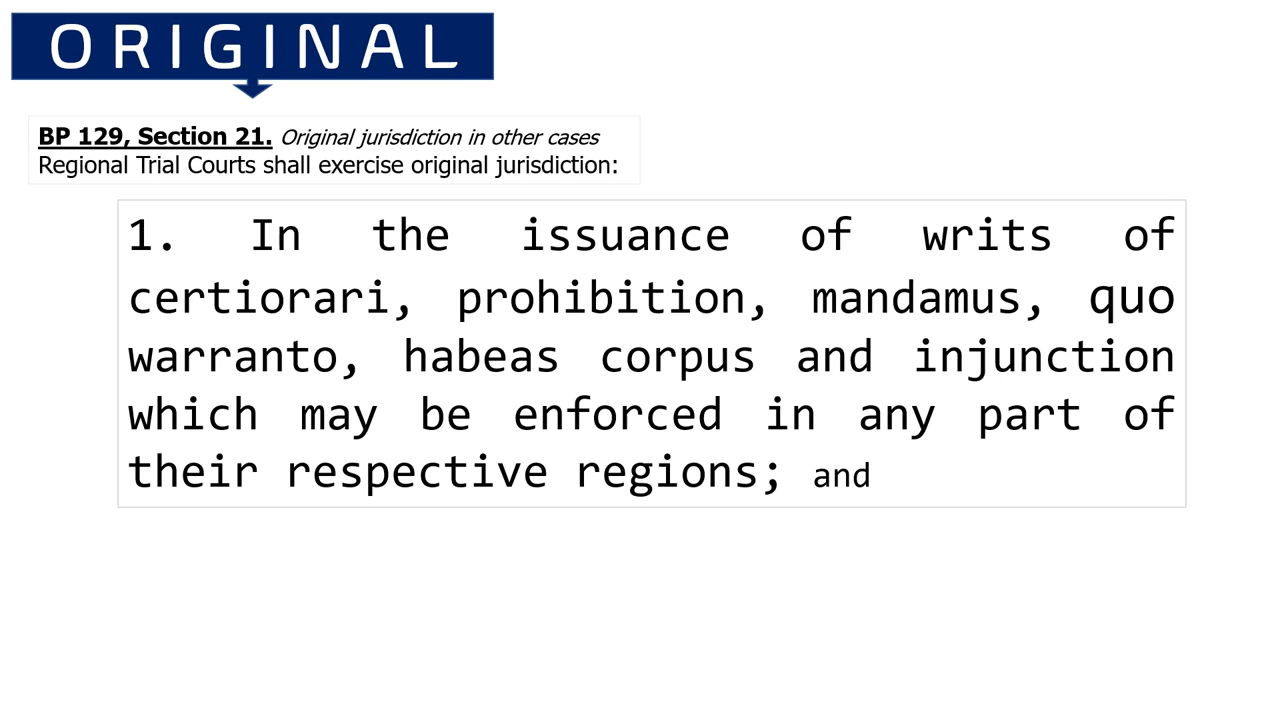 ORIGINAL
BP 129, Section 21. Original jurisdiction in other cases
Regional Trial Courts shall exercise original jurisdiction:
1. In the issuance of writs of
certiorari, prohibition, mandamus, quo
warranto, habeas corpus and injunction
which may be enforced in any part of
their respective regions; and